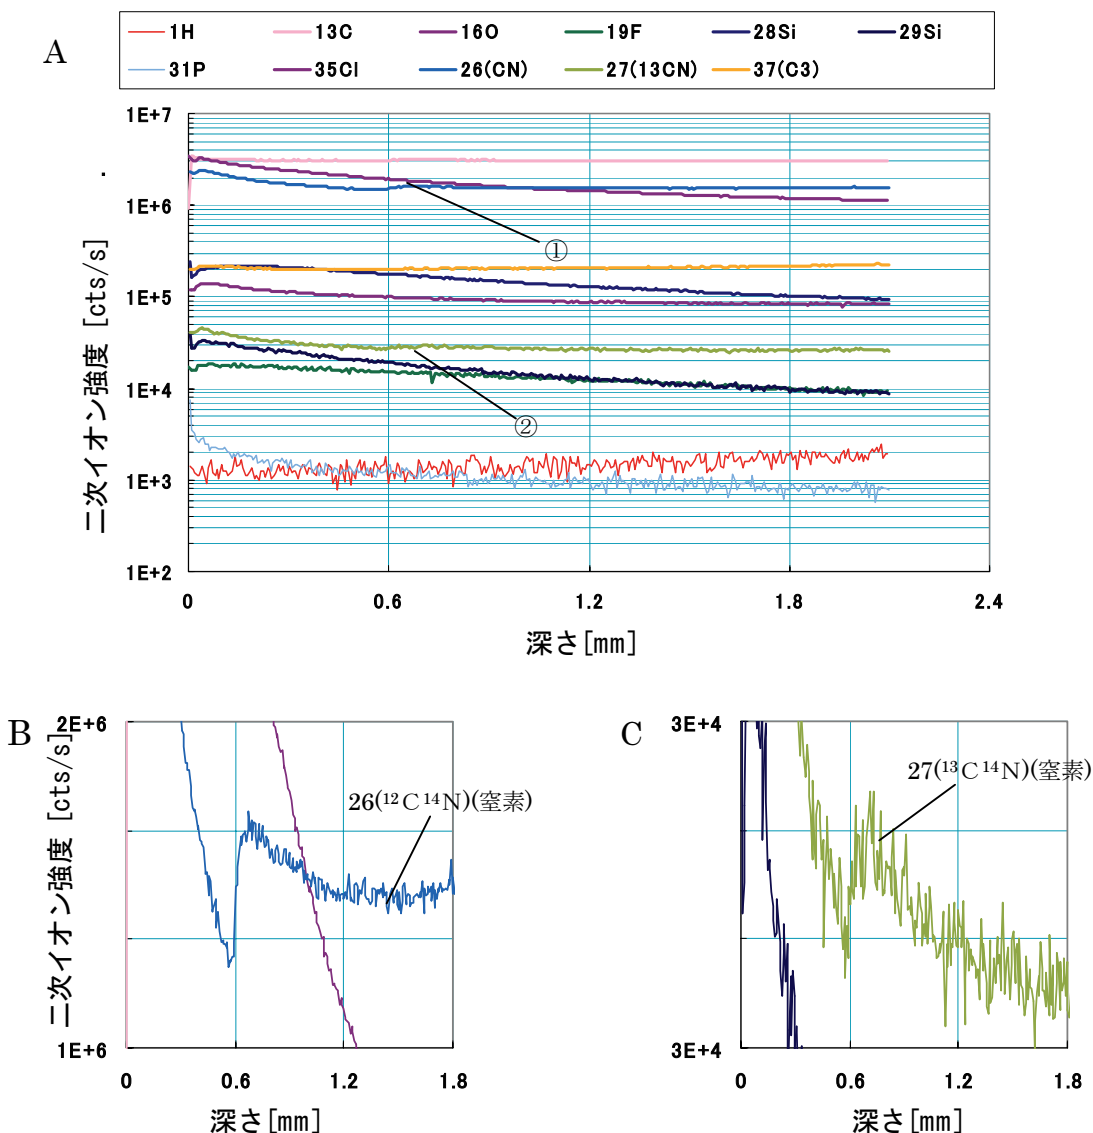 A
1H 13C 16O 19F 28Si 29Si
31P 35Cl 26(CN) 27(13CN) 37(C3)
二次イオン強度 [cts/s]
1E+7
1E+6
1E+5
1E+4
1E+3
1E+2
①
②
0 0.6 1.2 1.8 2.4
深さ[mm]
B
二次イオン強度 [cts/s]
2E+6
1E+6
26(¹²C¹⁴N)(窒素)
0 0.6 1.2 1.8
深さ[mm]
C
3E+4
3E+4
27(¹³C¹⁴N)(窒素)
0 0.6 1.2 1.8
深さ[mm]